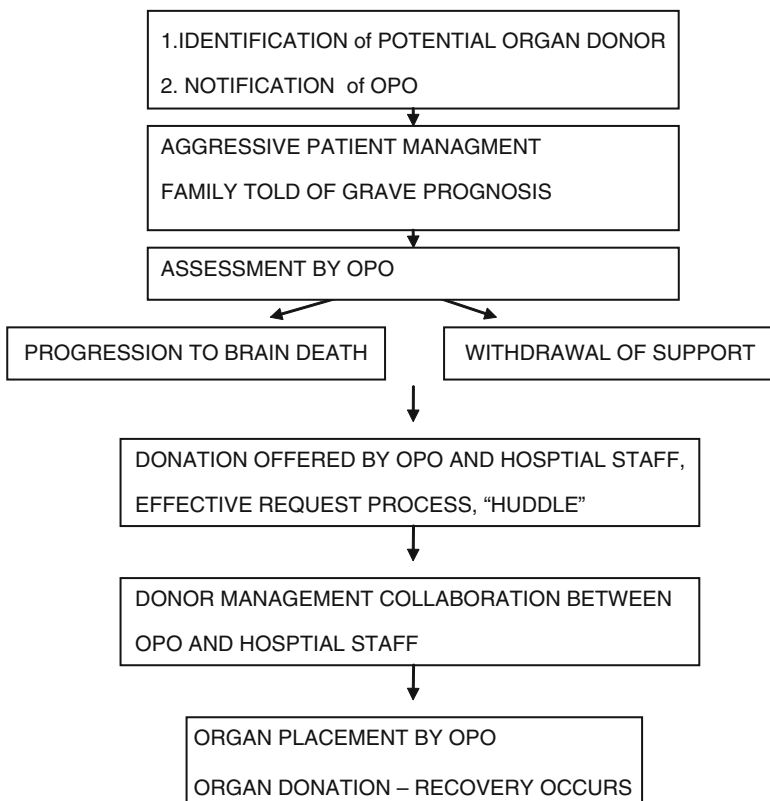 1.IDENTIFICATION of POTENTIAL ORGAN DONOR
2. NOTIFICATION of OPO
AGGRESSIVE PATIENT MANAGMENT
FAMILY TOLD OF GRAVE PROGNOSIS
ASSESSMENT BY OPO
PROGRESSION TO BRAIN DEATH
WITHDRAWAL OF SUPPORT
DONATION OFFERED BY OPO AND HOSPTIAL STAFF,
EFFECTIVE REQUEST PROCESS, “HUDDLE”
DONOR MANAGEMENT COLLABORATION BETWEEN
OPO AND HOSPTIAL STAFF
ORGAN PLACEMENT BY OPO
ORGAN DONATION – RECOVERY OCCURS